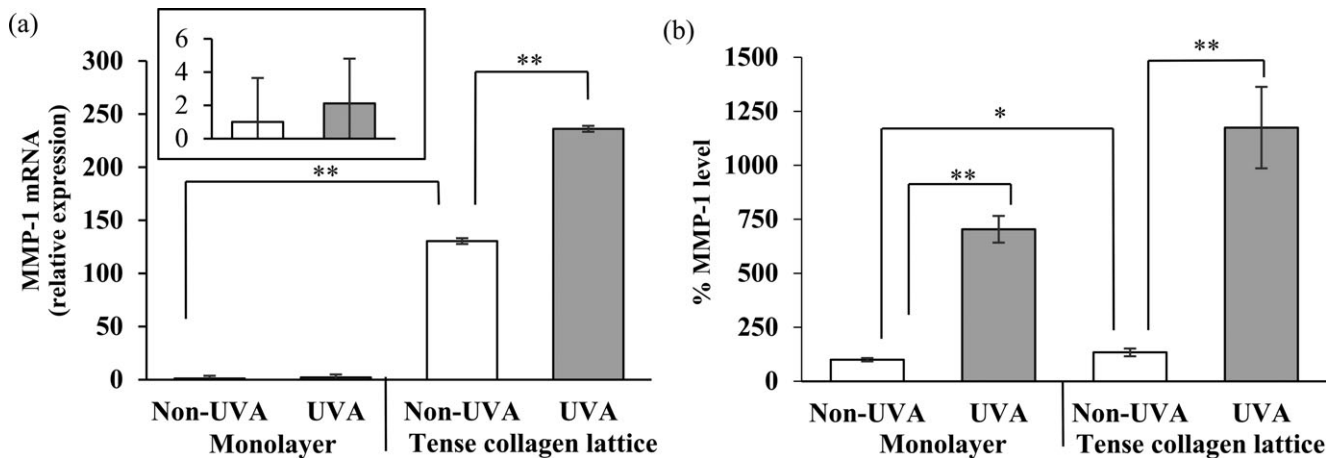 (a)
MMP-1 mRNA
(relative expression)
300
250
200
150
100
50
0
6
4
2
0
**
**
Non-UVA UVA Non-UVA UVA
Monolayer Tense collagen lattice
(b)
% MMP-1 level
1500
1250
1000
750
500
250
0
**
*
**
Non-UVA UVA Non-UVA UVA
Monolayer Tense collagen lattice